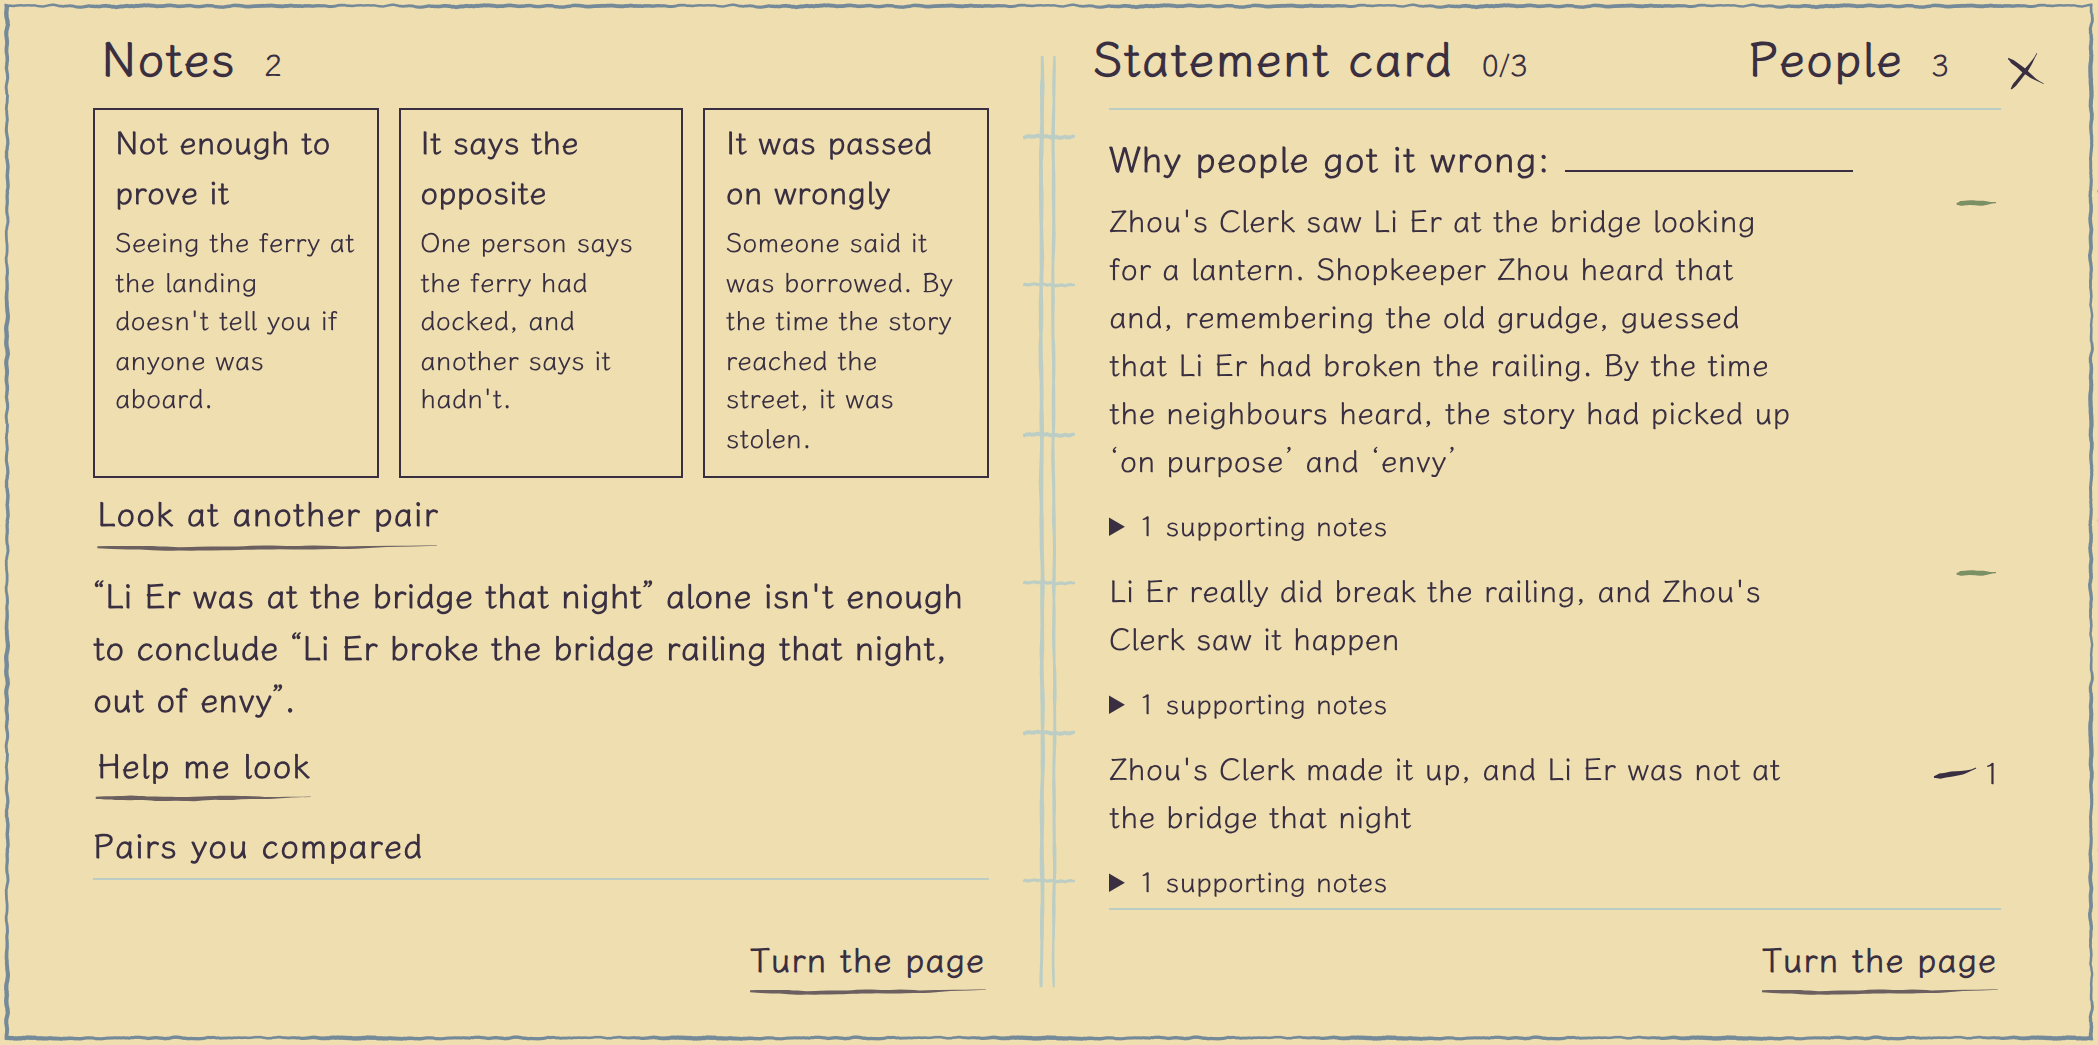 Notes 2
Not enough to
prove it
Seeing the ferry at
the landing
doesn't tell you if
anyone was
aboard.
It says the
opposite
One person says
the ferry had
docked, and
another says it
hadn't.
It was passed
on wrongly
Someone said it
was borrowed. By
the time the story
reached the
street, it was
stolen.
Look at another pair
“Li Er was at the bridge that night” alone isn't enough
to conclude “Li Er broke the bridge railing that night,
out of envy”.
Help me look
Pairs you compared
Turn the page
Statement card 0/3
People 3
Why people got it wrong:
Zhou's Clerk saw Li Er at the bridge looking
for a lantern. Shopkeeper Zhou heard that
and, remembering the old grudge, guessed
that Li Er had broken the railing. By the time
the neighbours heard, the story had picked up
‘on purpose’ and ‘envy’
1 supporting notes
Li Er really did break the railing, and Zhou's
Clerk saw it happen
1 supporting notes
Zhou's Clerk made it up, and Li Er was not at
the bridge that night
1
1 supporting notes
Turn the page